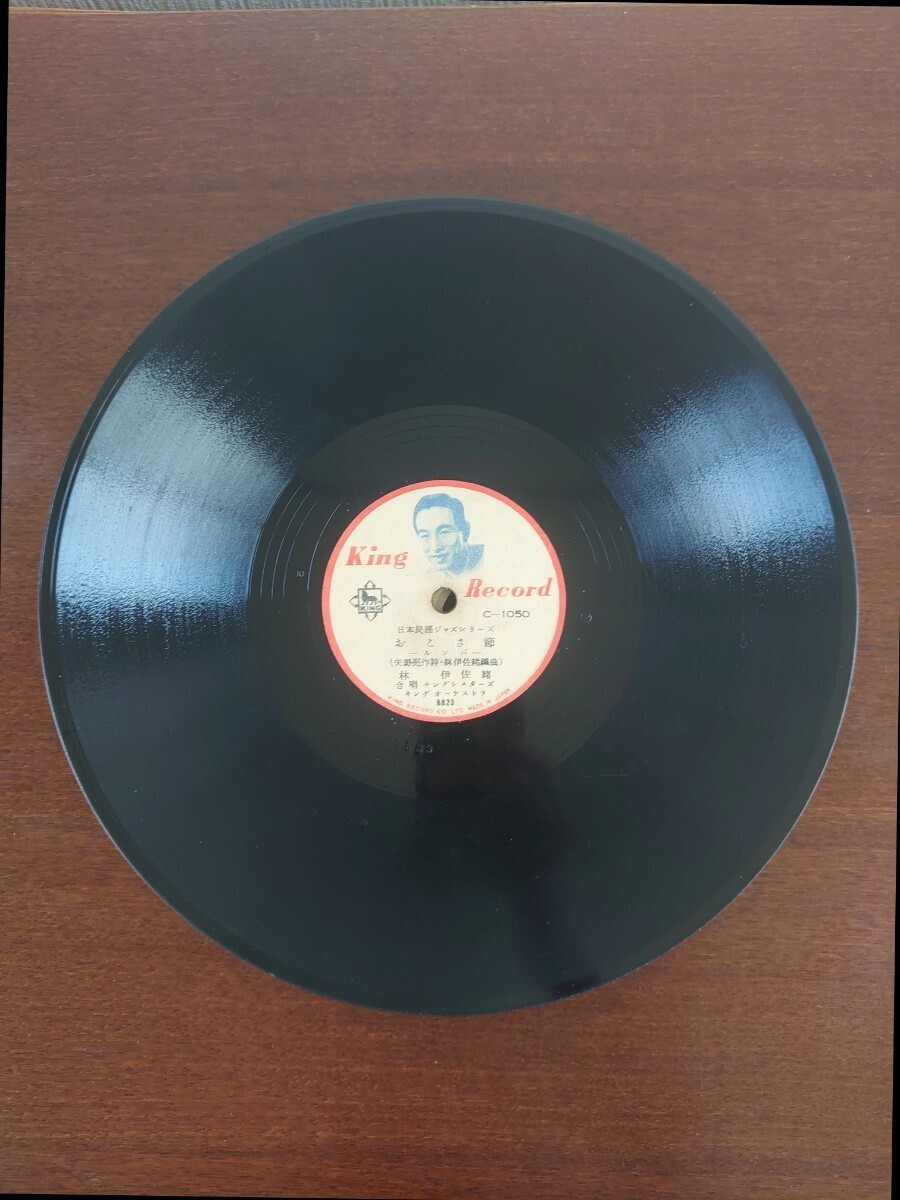 King
Record
KING
C-1050
日本民謡ジャズシリーズ
おこさ節
―ルンバ―
(矢野亮作詩・林伊佐緒編曲)
林 伊佐緒
合唱 キングシスターズ
キングオーケストラ
6823
KING RECORD CO. LTD. MADE IN JAPAN